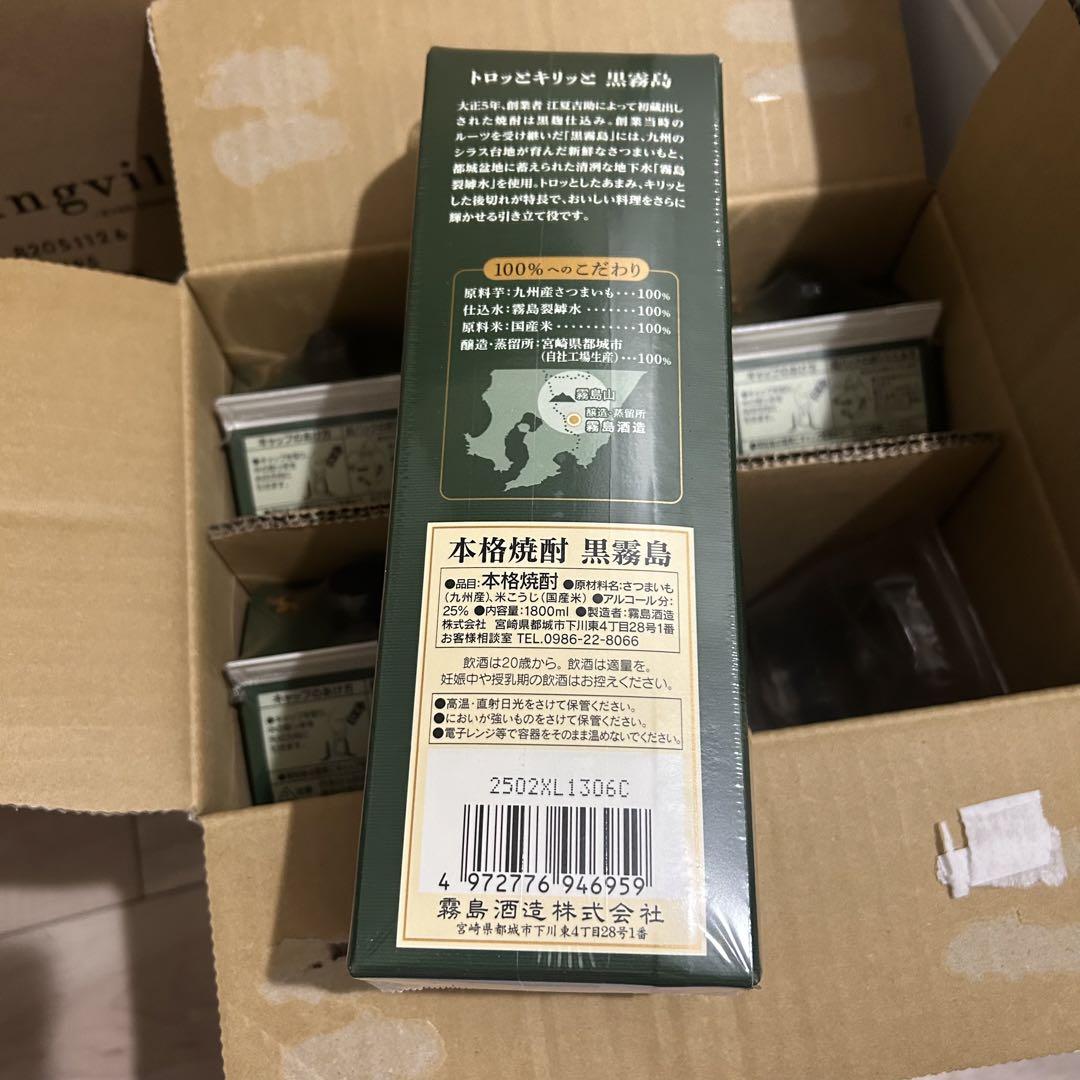 トロッとキリッと 黒霧島
大正5年、創業者 江夏吉助によって初蔵出し
された焼酎は黒麹仕込み。創業当時の
ルーツを受け継いだ「黒霧島」には、九州の
シラス台地が育んだ新鮮なさつまいもと、
都城盆地に蓄えられた清冽な地下水「霧島
裂罅水」を使用。トロッとしたあまみ、キリッと
した後切れが特長で、おいしい料理をさらに
輝かせる引き立て役です。
100%へのこだわり
原料芋:九州産さつまいも・・・100%
仕込水:霧島裂罅水・・・・・・・100%
原料米:国産米・・・・・・・・・・・100%
醸造・蒸留所:宮崎県都城市
(自社工場生産)・・・100%
霧島山
醸造・蒸留所
霧島酒造
本格焼酎 黒霧島
●品目:本格焼酎 ●原材料名:さつまいも
(九州産)、米こうじ(国産米) ●アルコール分:
25% ●内容量:1800ml ●製造者:霧島酒造
株式会社 宮崎県都城市下川東4丁目28号1番
お客様相談室 TEL.0986-22-8066
飲酒は20歳から。飲酒は適量を。
妊娠中や授乳期の飲酒はお控えください。
●高温・直射日光をさけて保管ください。
●においが強いものをさけて保管ください。
●電子レンジ等で容器をそのまま温めないでください。
2502XL1306C
4 972776 946959
霧島酒造株式会社
宮崎県都城市下川東4丁目28号1番
キャップのあけ方
キャップのあけ方
キャップのあけ方
ngvil
8205112.6